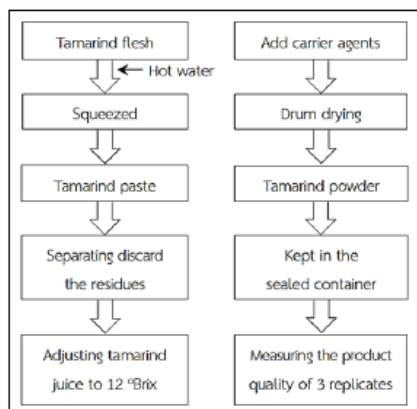 Tamarind flesh
Hot water
Squeezed
Tamarind paste
Separating discard
the residues
Adjusting tamarind
juice to 12 °Brix
Add carrier agents
Drum drying
Tamarind powder
Kept in the
sealed container
Measuring the product
quality of 3 replicates